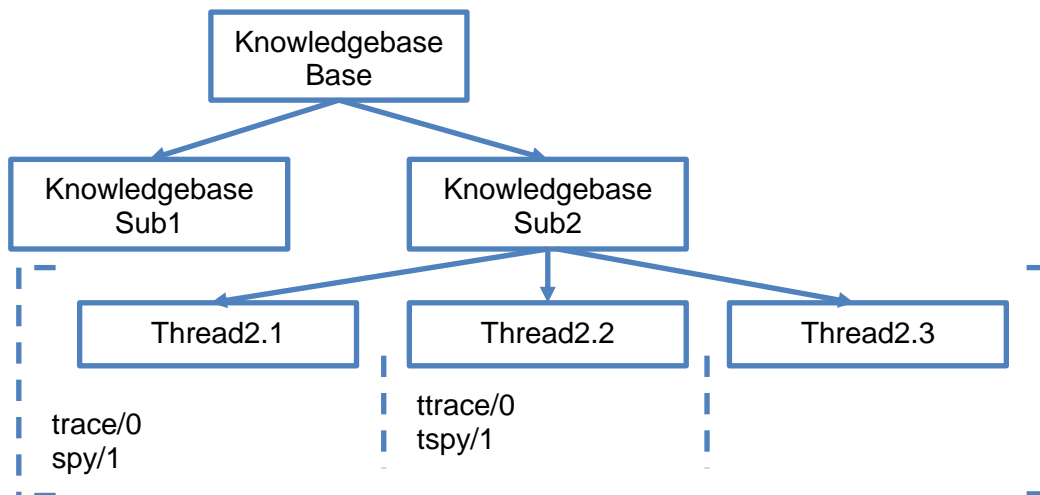 Knowledgebase
Base
Knowledgebase
Sub1
Knowledgebase
Sub2
Thread2.1
Thread2.2
Thread2.3
trace/0
spy/1
ttrace/0
tspy/1